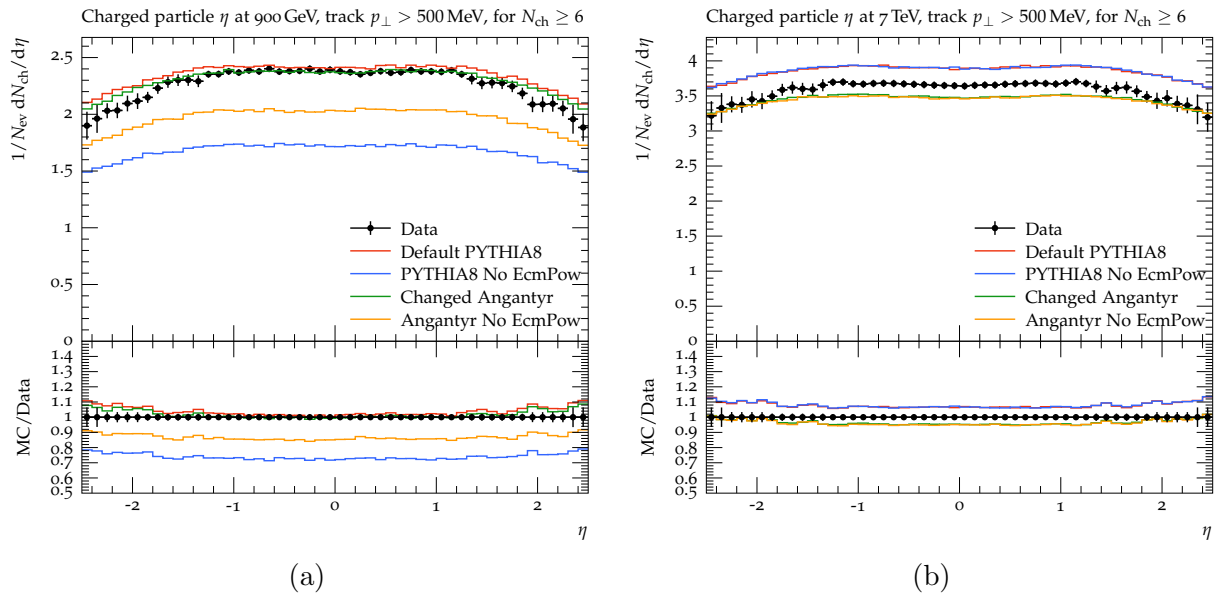 Charged particle η at 900 GeV, track p⊥ > 500 MeV, for Nch ≥ 6
1/Nev dNch/dη
2.5
2
1.5
1
0.5
0
Data
Default PYTHIA8
PYTHIA8 No EcmPow
Changed Angantyr
Angantyr No EcmPow
MC/Data
1.4
1.3
1.2
1.1
1
0.9
0.8
0.7
0.6
0.5
-2 -1 0 1 2
η
(a)
Charged particle η at 7 TeV, track p⊥ > 500 MeV, for Nch ≥ 6
1/Nev dNch/dη
4
3.5
3
2.5
2
1.5
1
0.5
0
Data
Default PYTHIA8
PYTHIA8 No EcmPow
Changed Angantyr
Angantyr No EcmPow
MC/Data
1.4
1.3
1.2
1.1
1
0.9
0.8
0.7
0.6
0.5
-2 -1 0 1 2
η
(b)